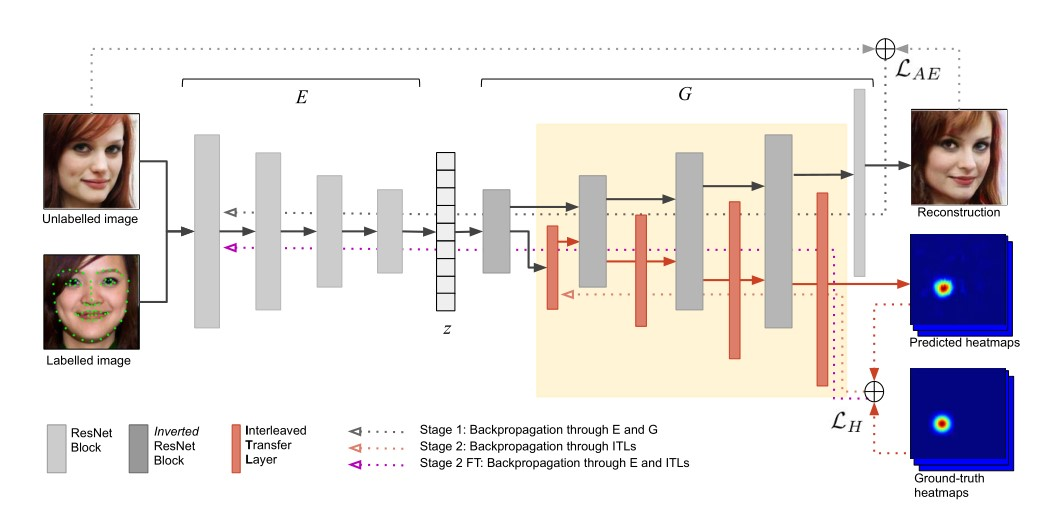 ℒ_AE
E
G
Unlabelled image
Reconstruction
z
Labelled image
Predicted heatmaps
ℒ_H
ResNet
Block
Inverted
ResNet
Block
Interleaved
Transfer
Layer
Stage 1: Backpropagation through E and G
Stage 2: Backpropagation through ITLs
Stage 2 FT: Backpropagation through E and ITLs
Ground-truth
heatmaps